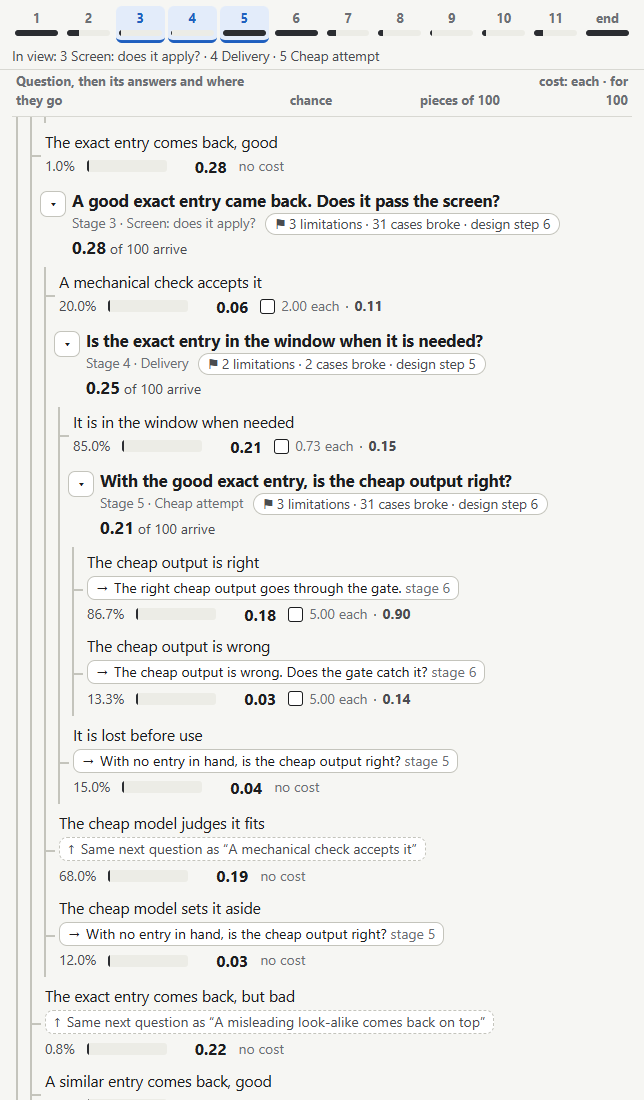 1 2 3 4 5 6 7 8 9 10 11 end
In view: 3 Screen: does it apply? · 4 Delivery · 5 Cheap attempt
Question, then its answers and where they go
chance
pieces of 100
cost: each · for 100
The exact entry comes back, good
1.0% 0.28 no cost
A good exact entry came back. Does it pass the screen?
Stage 3 · Screen: does it apply? ⚑ 3 limitations · 31 cases broke · design step 6
0.28 of 100 arrive
A mechanical check accepts it
20.0% 0.06 2.00 each · 0.11
Is the exact entry in the window when it is needed?
Stage 4 · Delivery ⚑ 2 limitations · 2 cases broke · design step 5
0.25 of 100 arrive
It is in the window when needed
85.0% 0.21 0.73 each · 0.15
With the good exact entry, is the cheap output right?
Stage 5 · Cheap attempt ⚑ 3 limitations · 31 cases broke · design step 6
0.21 of 100 arrive
The cheap output is right
→ The right cheap output goes through the gate. stage 6
86.7% 0.18 5.00 each · 0.90
The cheap output is wrong
→ The cheap output is wrong. Does the gate catch it? stage 6
13.3% 0.03 5.00 each · 0.14
It is lost before use
→ With no entry in hand, is the cheap output right? stage 5
15.0% 0.04 no cost
The cheap model judges it fits
↑ Same next question as “A mechanical check accepts it”
68.0% 0.19 no cost
The cheap model sets it aside
→ With no entry in hand, is the cheap output right? stage 5
12.0% 0.03 no cost
The exact entry comes back, but bad
↑ Same next question as “A misleading look-alike comes back on top”
0.8% 0.22 no cost
A similar entry comes back, good